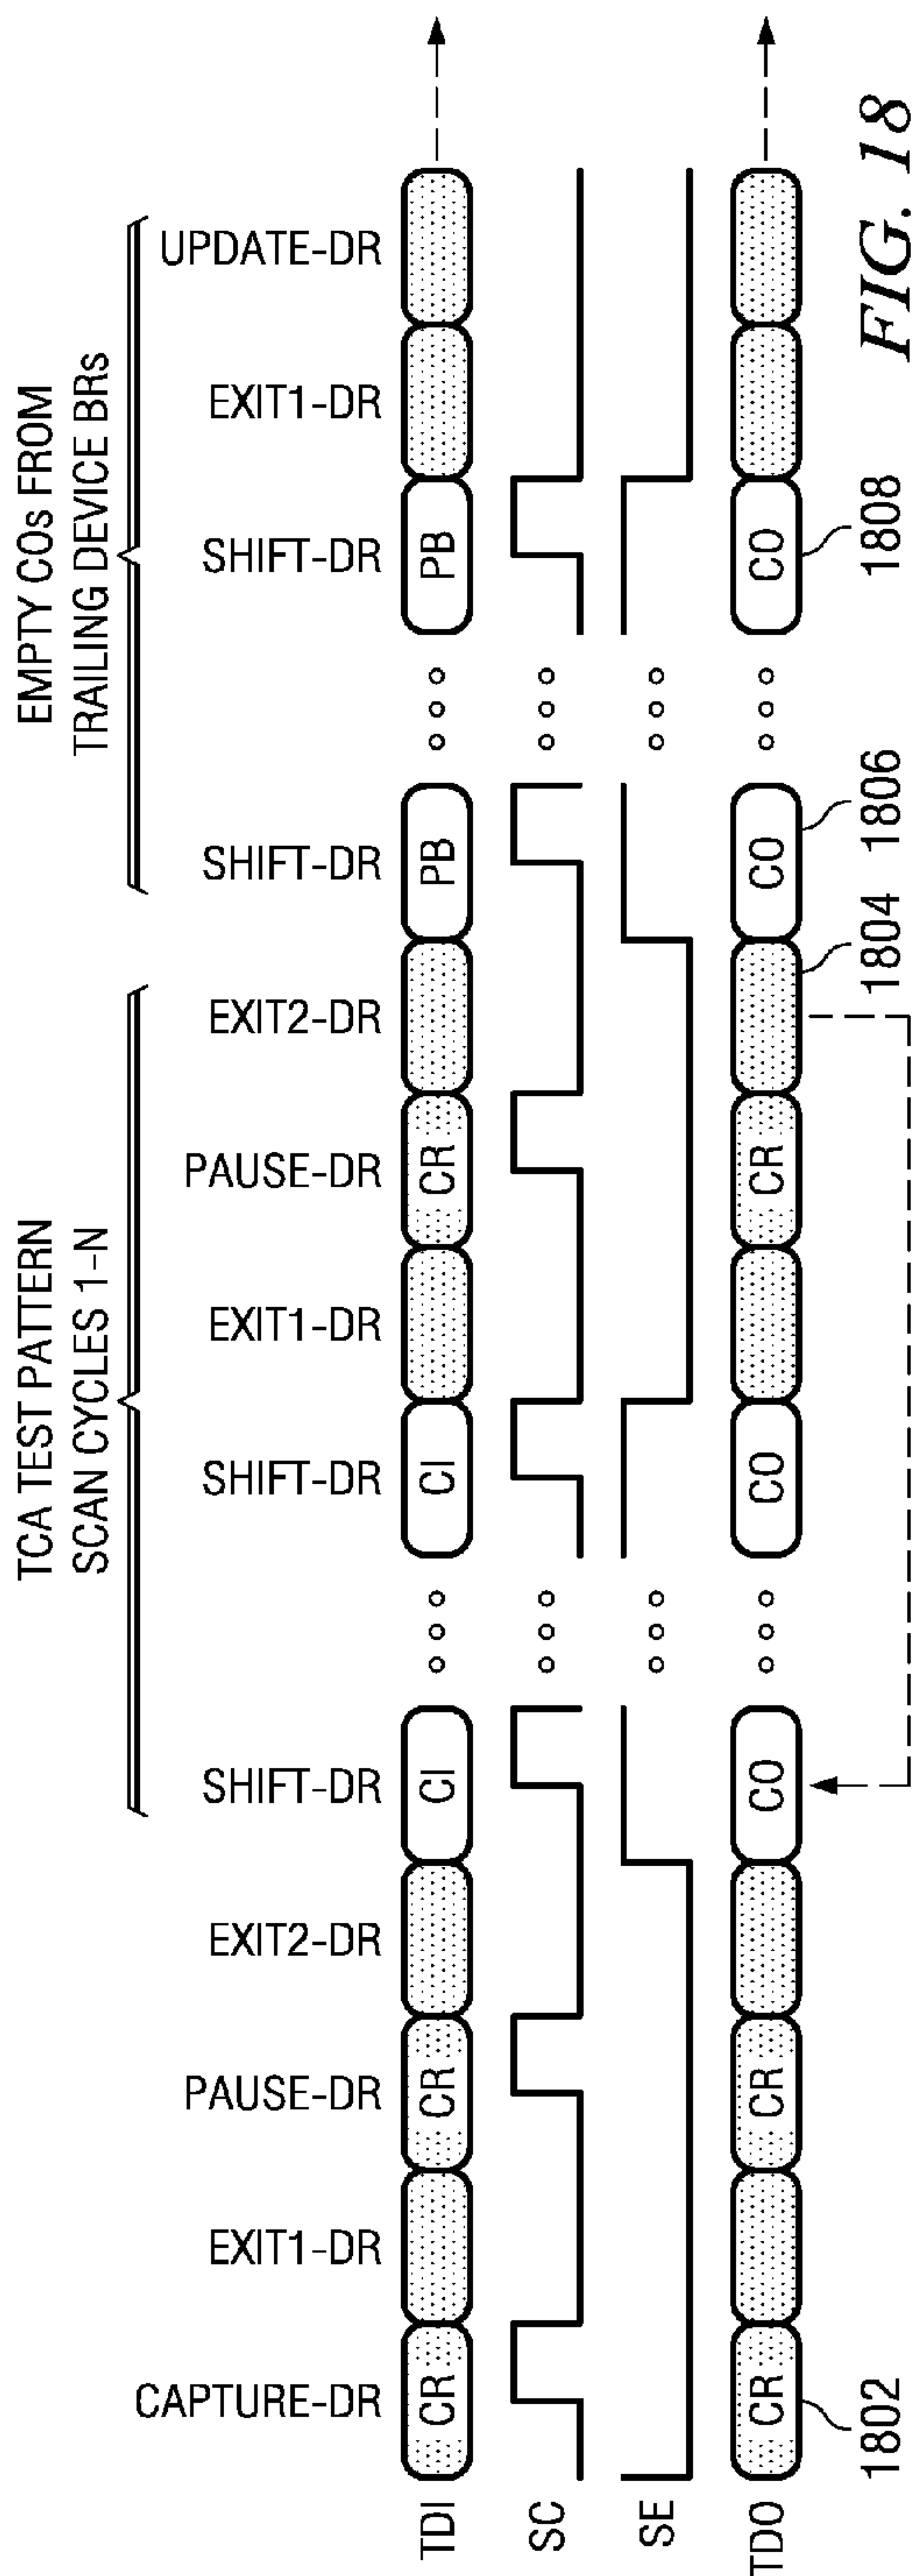 TCA TEST PATTERN
SCAN CYCLES 1-N
EMPTY COs FROM
TRAILING DEVICE BRs
CAPTURE-DR
EXIT1-DR
PAUSE-DR
EXIT2-DR
SHIFT-DR
SHIFT-DR
EXIT1-DR
PAUSE-DR
EXIT2-DR
SHIFT-DR
SHIFT-DR
EXIT1-DR
UPDATE-DR
TDI CR CR CI CI CR PB PB
SC
SE
TDO CR CR CO CO CR CO CO
1802
1804
1806
1808
FIG. 18